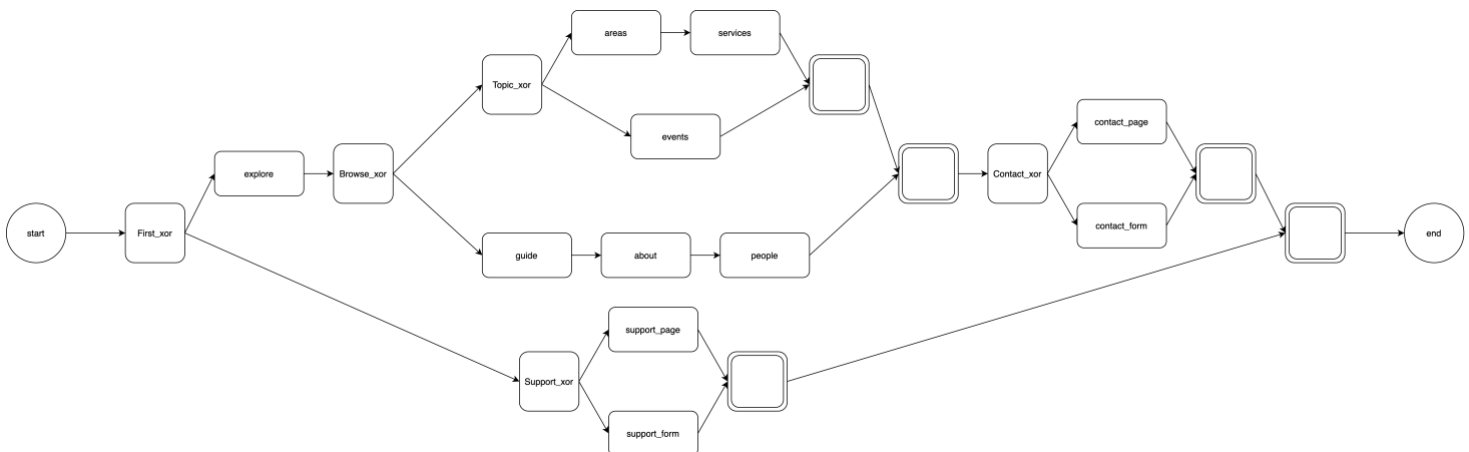 areas
services
Topic_xor
events
contact_page
explore
Browse_xor
Contact_xor
start
First_xor
contact_form
end
guide
about
people
support_page
Support_xor
support_form